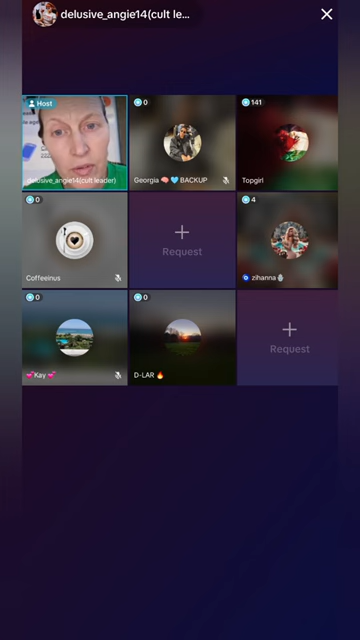 delusive_angie14(cult le...
Host
0
141
delusive_angie14(cult leader)
Georgia 🧠 🩵 BACKUP
Topgirl
0
4
Request
Coffeeinus
zihanna
0
0
Request
💕Kay 💕
D-LAR 🔥